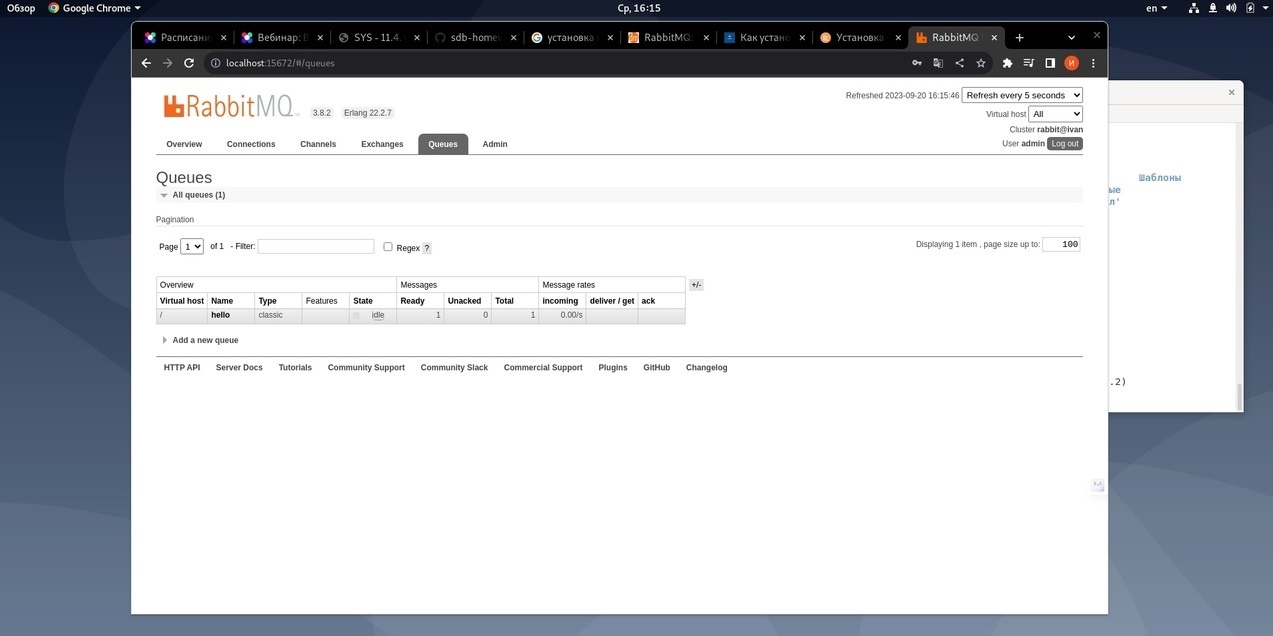 Обзор Google Chrome Ср, 16:15 en
Расписани Вебинар: SYS - 11.4. sdb-home установка RabbitMQ Как устано Установка RabbitMQ
localhost:15672/#/queues И
Refreshed 2023-09-20 16:15:46 Refresh every 5 seconds
RabbitMQ 3.8.2 Erlang 22.2.7
Virtual host All
Cluster rabbit@ivan
User admin Log out
Overview Connections Channels Exchanges Queues Admin
Queues
All queues (1)
Pagination
Page 1 of 1 - Filter: Regex ? Displaying 1 item , page size up to: 100
Overview Messages Message rates +/-
Virtual host Name Type Features State Ready Unacked Total incoming deliver / get ack
/ hello classic idle 1 0 1 0.00/s
Add a new queue
HTTP API Server Docs Tutorials Community Support Community Slack Commercial Support Plugins GitHub Changelog
Шаблоны
ые
л'
.2)